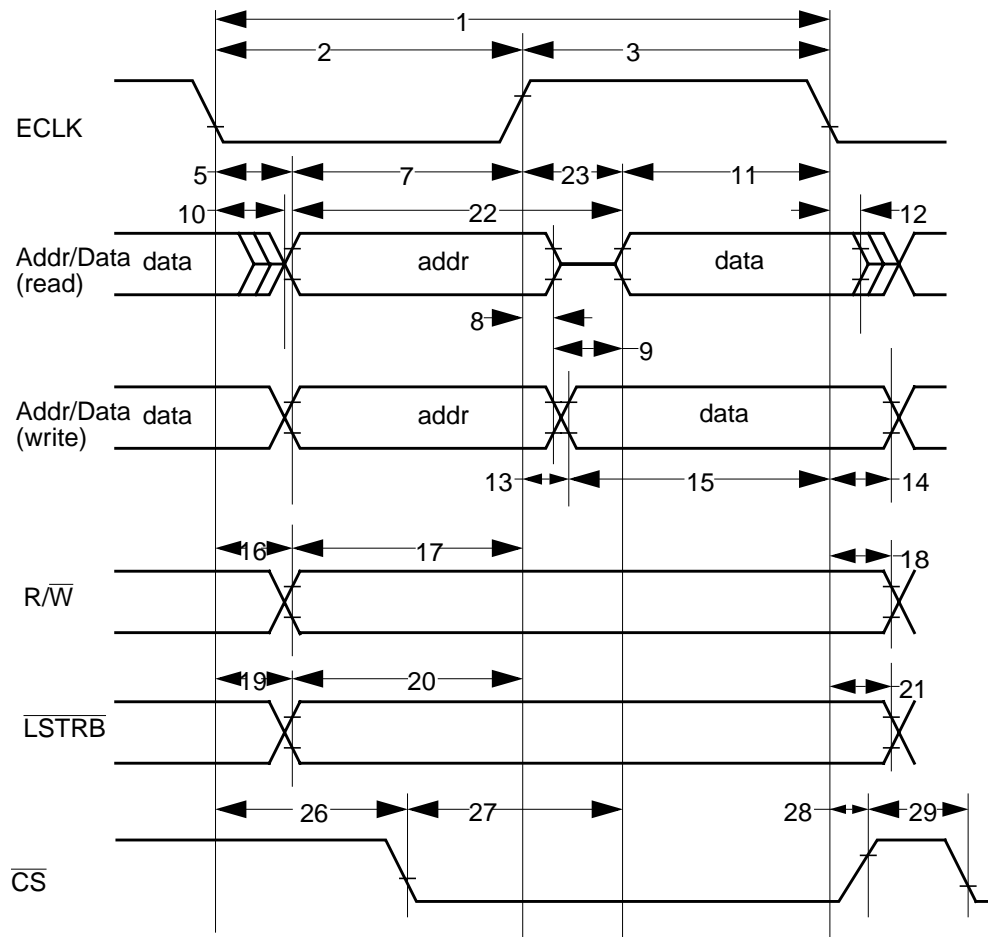 1
2 3
ECLK
5 7 23 11
10 22 12
Addr/Data
(read)
data addr data
8
9
Addr/Data
(write)
data addr data
13 15 14
16 17 18
R/W̅
19 20 21
L̅S̅T̅R̅B̅
26 27 28 29
C̅S̅